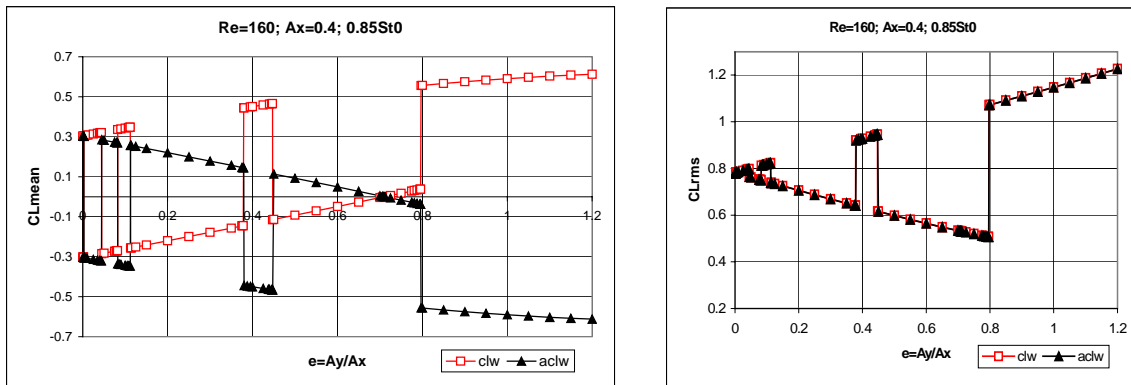 Re=160; Ax=0.4; 0.85St0
CLmean
0.7
0.5
0.3
0.1
-0.1
-0.3
-0.5
-0.7
0 0.2 0.4 0.6 0.8 1 1.2
e=Ay/Ax
clw aclw
Re=160; Ax=0.4; 0.85St0
CLrms
1.2
1
0.8
0.6
0.4
0.2
0 0.2 0.4 0.6 0.8 1 1.2
e=Ay/Ax
clw aclw